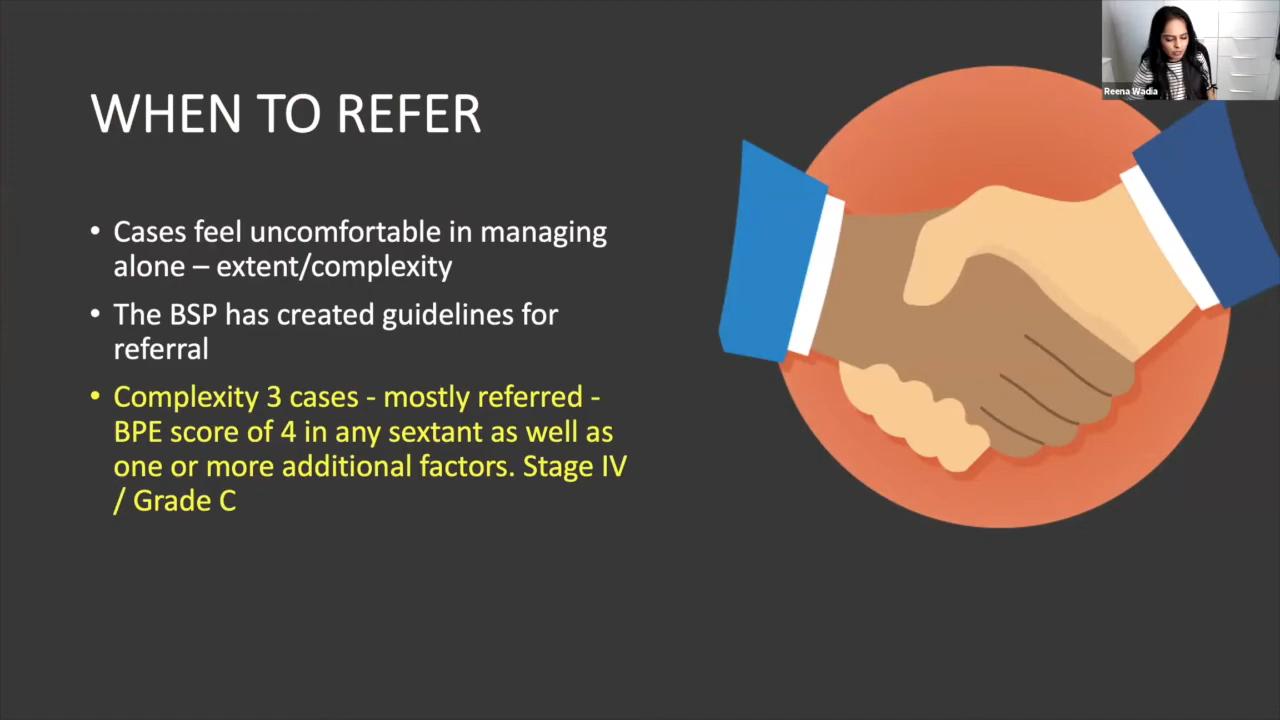 WHEN TO REFER
• Cases feel uncomfortable in managing
alone – extent/complexity
• The BSP has created guidelines for
referral
• Complexity 3 cases - mostly referred -
BPE score of 4 in any sextant as well as
one or more additional factors. Stage IV
/ Grade C
Reena Wadia